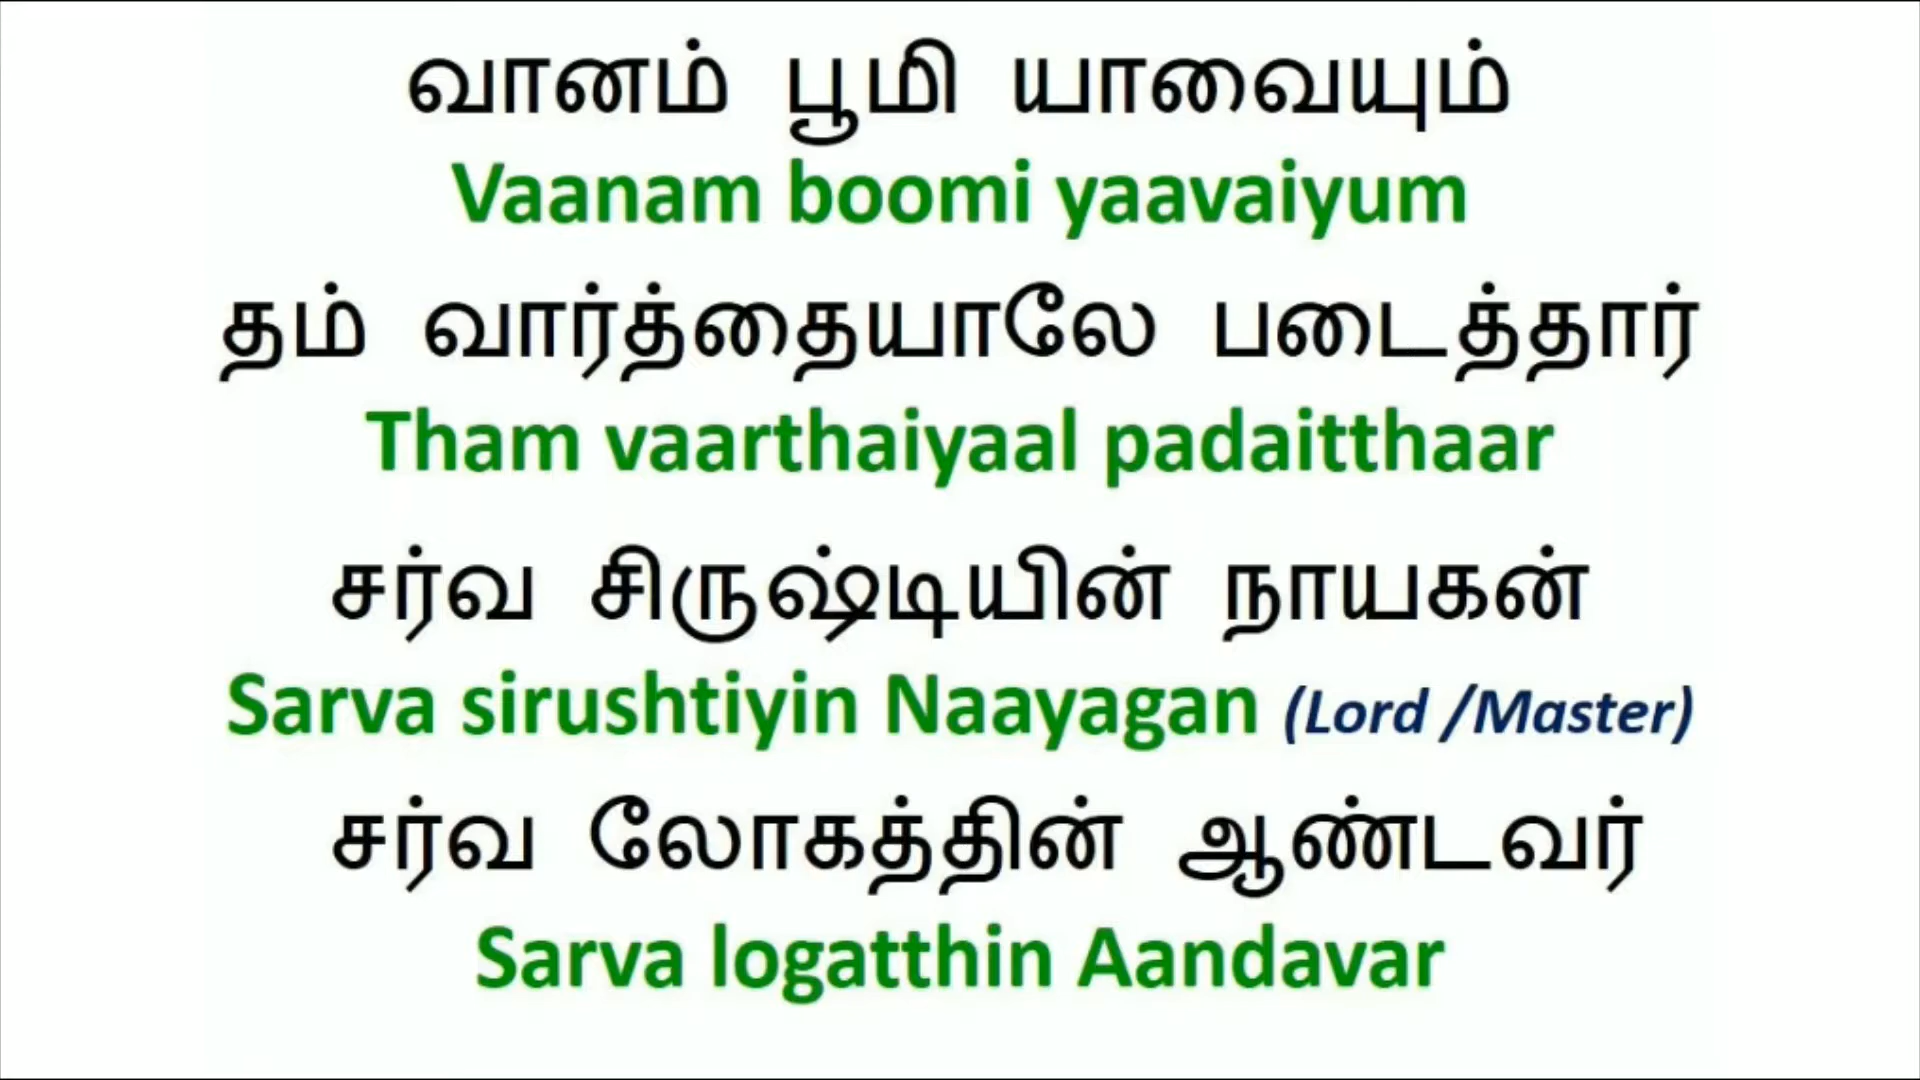 வானம் பூமி யாவையும்
Vaanam boomi yaavaiyum
தம் வார்த்தையாலே படைத்தார்
Tham vaarthaiyaal padaitthaar
சர்வ சிருஷ்டியின் நாயகன்
Sarva sirushtiyin Naayagan (Lord /Master)
சர்வ லோகத்தின் ஆண்டவர்
Sarva logatthin Aandavar